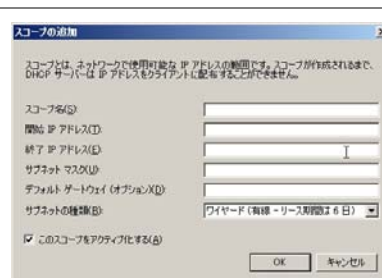 スコープの追加
スコープとは、ネットワークで使用可能な IP アドレスの範囲です。スコープが作成されるまで、
DHCP サーバーは IP アドレスをクライアントに配布することができません。
スコープ名(S):
開始 IP アドレス(T):
終了 IP アドレス(E):
サブネット マスク(U):
デフォルト ゲートウェイ (オプション)(D):
サブネットの種類(B):
ワイヤード (有線 - リース期間は 6 日)
このスコープをアクティブ化する(A)
OK
キャンセル